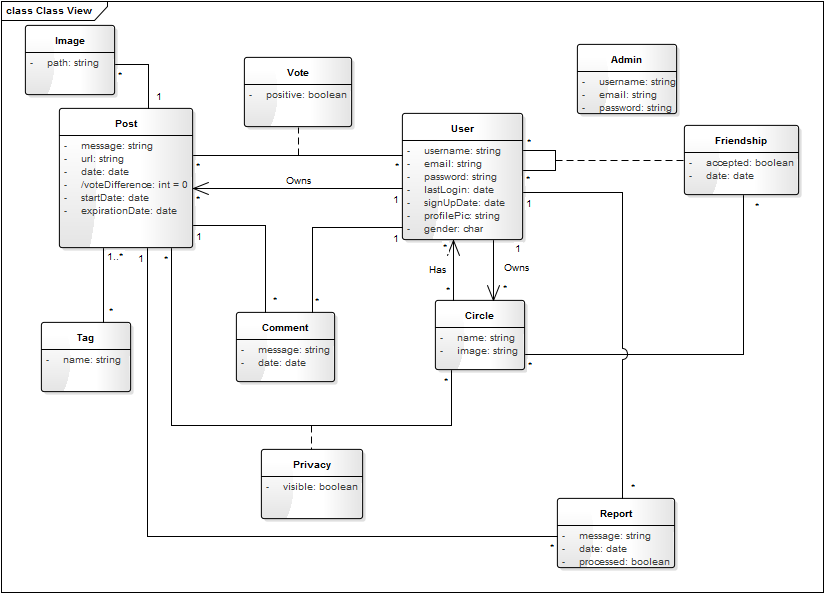 class Class View
Image
- path: string
*
1
Vote
- positive: boolean
Admin
- username: string
- email: string
- password: string
Post
- message: string
- url: string
- date: date
- /voteDifference: int = 0
- startDate: date
- expirationDate: date
User
- username: string
- email: string
- password: string
- lastLogin: date
- signUpDate: date
- profilePic: string
- gender: char
Friendship
- accepted: boolean
- date: date
*
*
*
*
Owns
*
1
1
1
1
*
1
*
1..*
1
*
*
Has
Owns
*
*
*
*
*
Tag
- name: string
Comment
- message: string
- date: date
Circle
- name: string
- image: string
*
*
Privacy
- visible: boolean
*
Report
- message: string
- date: date
- processed: boolean
*